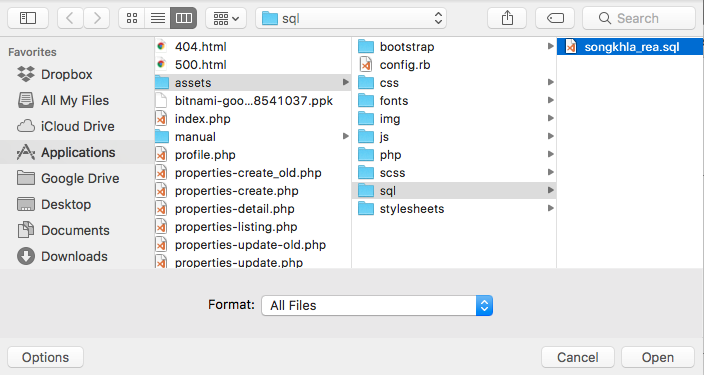 sql
Search
Favorites
Dropbox
All My Files
iCloud Drive
Applications
Google Drive
Desktop
Documents
Downloads
404.html
500.html
assets
bitnami-goo...8541037.ppk
index.php
manual
profile.php
properties-create_old.php
properties-create.php
properties-detail.php
properties-listing.php
properties-update-old.php
properties-update.php
bootstrap
config.rb
css
fonts
img
js
php
scss
sql
stylesheets
songkhla_rea.sql
Format: All Files
Options
Cancel
Open